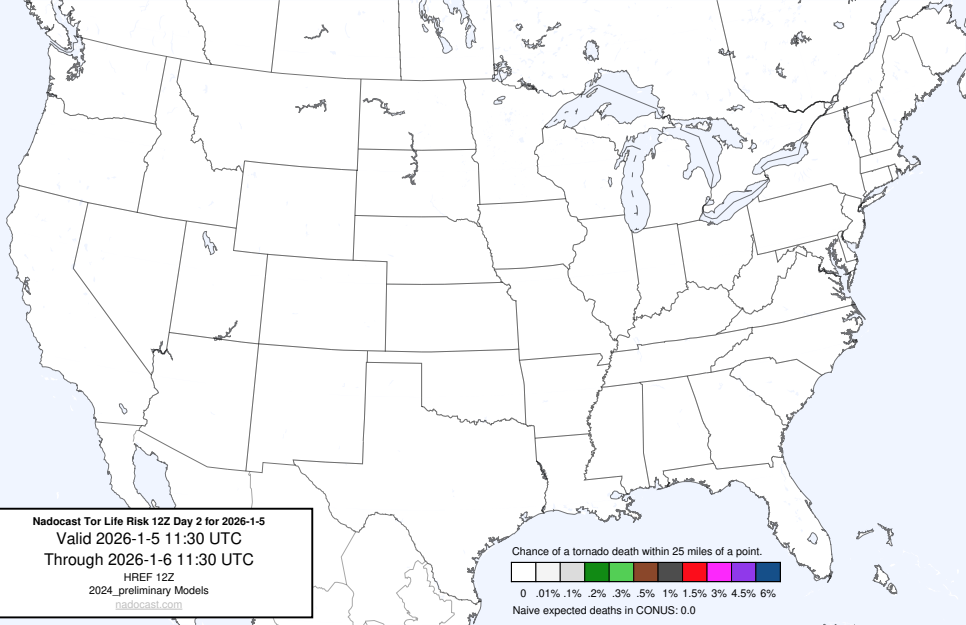 Nadocast Tor Life Risk 12Z Day 2 for 2026-1-5
Valid 2026-1-5 11:30 UTC
Through 2026-1-6 11:30 UTC
HREF 12Z
2024_preliminary Models
nadocast.com
Chance of a tornado death within 25 miles of a point.
0 .01% .1% .2% .3% .5% 1% 1.5% 3% 4.5% 6%
Naive expected deaths in CONUS: 0.0